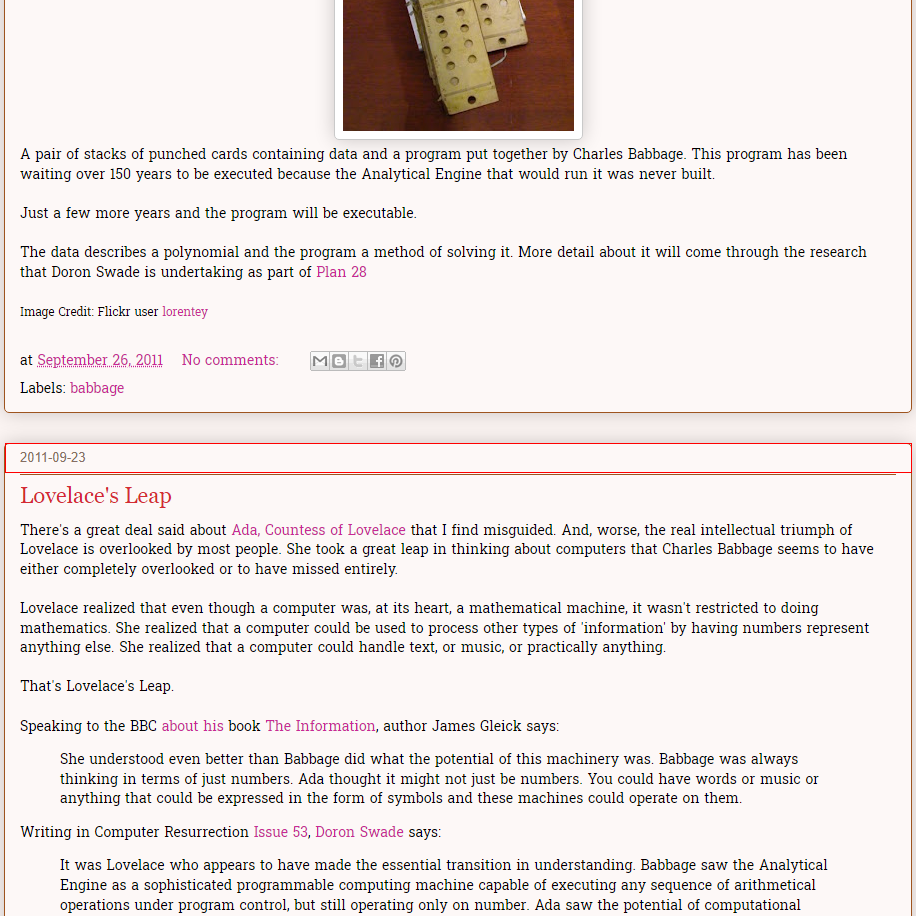 A pair of stacks of punched cards containing data and a program put together by Charles Babbage. This program has been
waiting over 150 years to be executed because the Analytical Engine that would run it was never built.
Just a few more years and the program will be executable.
The data describes a polynomial and the program a method of solving it. More detail about it will come through the research
that Doron Swade is undertaking as part of Plan 28
Image Credit: Flickr user lorentey
at September 26, 2011 No comments:
Labels: babbage
2011-09-23
Lovelace's Leap
There's a great deal said about Ada, Countess of Lovelace that I find misguided. And, worse, the real intellectual triumph of
Lovelace is overlooked by most people. She took a great leap in thinking about computers that Charles Babbage seems to have
either completely overlooked or to have missed entirely.
Lovelace realized that even though a computer was, at its heart, a mathematical machine, it wasn't restricted to doing
mathematics. She realized that a computer could be used to process other types of 'information' by having numbers represent
anything else. She realized that a computer could handle text, or music, or practically anything.
That's Lovelace's Leap.
Speaking to the BBC about his book The Information, author James Gleick says:
She understood even better than Babbage did what the potential of this machinery was. Babbage was always
thinking in terms of just numbers. Ada thought it might not just be numbers. You could have words or music or
anything that could be expressed in the form of symbols and these machines could operate on them.
Writing in Computer Resurrection Issue 53, Doron Swade says:
It was Lovelace who appears to have made the essential transition in understanding. Babbage saw the Analytical
Engine as a sophisticated programmable computing machine capable of executing any sequence of arithmetical
operations under program control, but still operating only on number. Ada saw the potential of computational